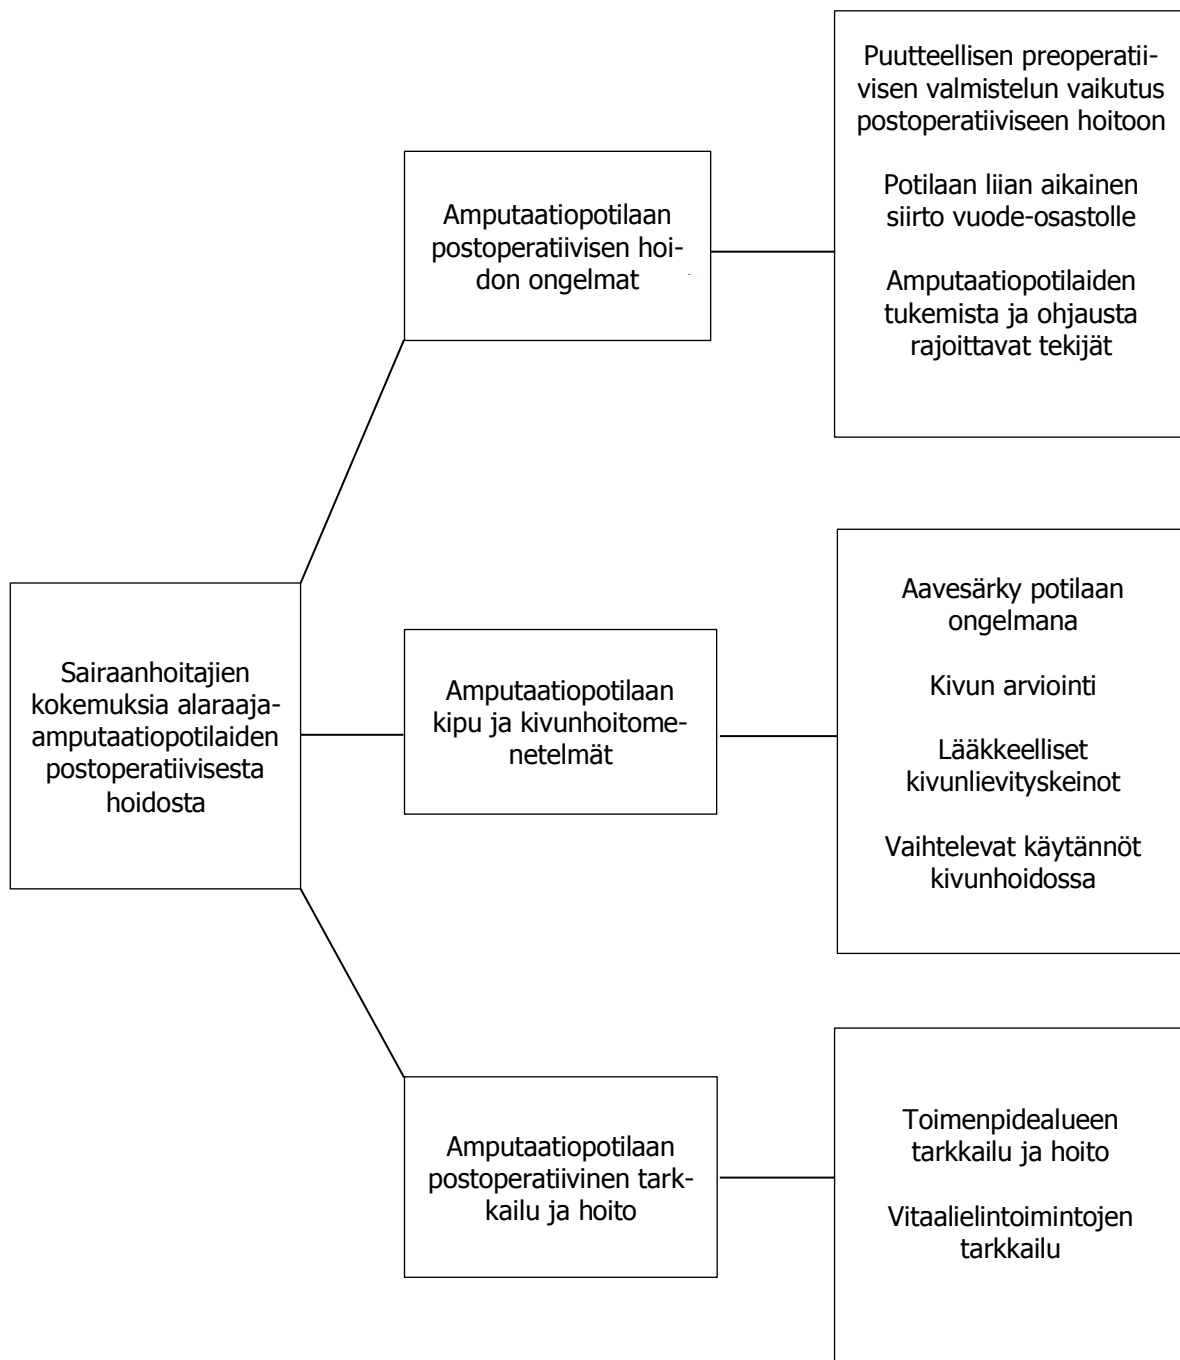 Puutteellisen preoperatii-
visen valmistelun vaikutus
postoperatiiviseen hoitoon
Potilaan liian aikainen
siirto vuode-osastolle
Amputaatiopotilaiden
tukemista ja ohjausta
rajoittavat tekijät
Amputaatiopotilaan
postoperatiivisen hoi-
don ongelmat
Sairaanhoitajien
kokemuksia alaraaja-
amputaatiopotilaiden
postoperatiivisesta
hoidosta
Amputaatiopotilaan
kipu ja kivunhoitome-
netelmät
Aavesärky potilaan
ongelmana
Kivun arviointi
Lääkkeelliset
kivunlievityskeinot
Vaihtelevat käytännöt
kivunhoidossa
Amputaatiopotilaan
postoperatiivinen tark-
kailu ja hoito
Toimenpidealueen
tarkkailu ja hoito
Vitaalielintoimintojen
tarkkailu